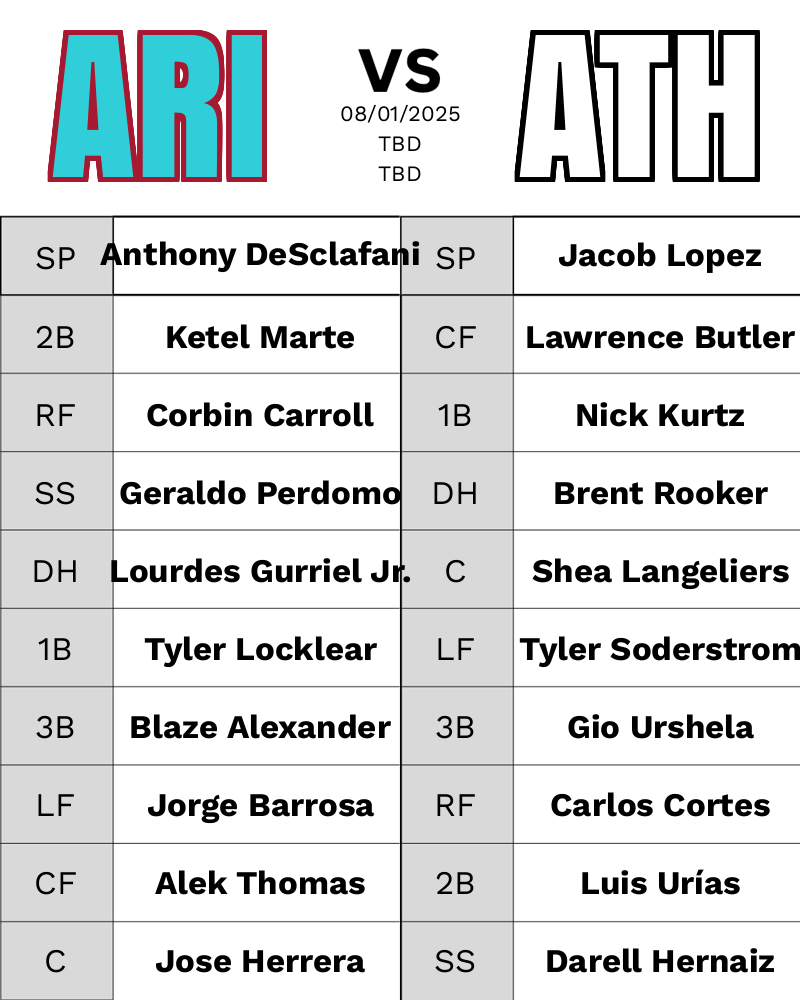 ARI VS ATH
08/01/2025
TBD
TBD
SP Anthony DeSclafani SP Jacob Lopez
2B Ketel Marte CF Lawrence Butler
RF Corbin Carroll 1B Nick Kurtz
SS Geraldo Perdomo DH Brent Rooker
DH Lourdes Gurriel Jr. C Shea Langeliers
1B Tyler Locklear LF Tyler Soderstrom
3B Blaze Alexander 3B Gio Urshela
LF Jorge Barrosa RF Carlos Cortes
CF Alek Thomas 2B Luis Urías
C Jose Herrera SS Darell Hernaiz